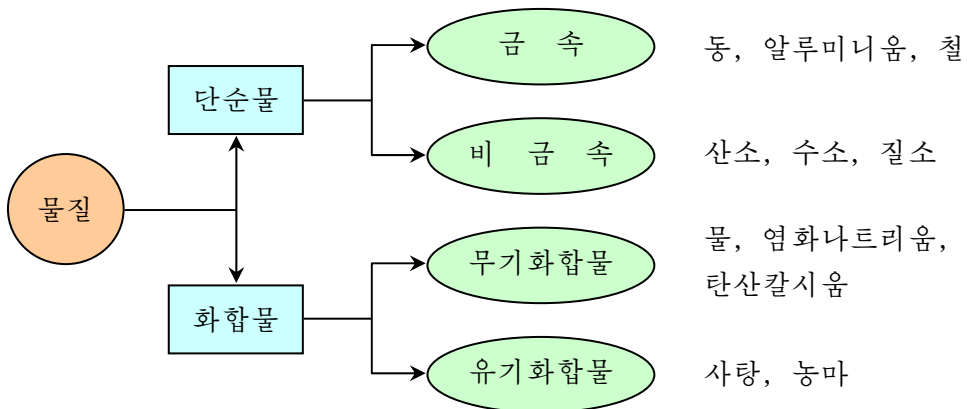 금 속
동, 알루미니움, 철
단순물
비 금 속
산소, 수소, 질소
물질
무기화합물
물, 염화나트리움,
탄산칼시움
화합물
유기화합물
사탕, 농마